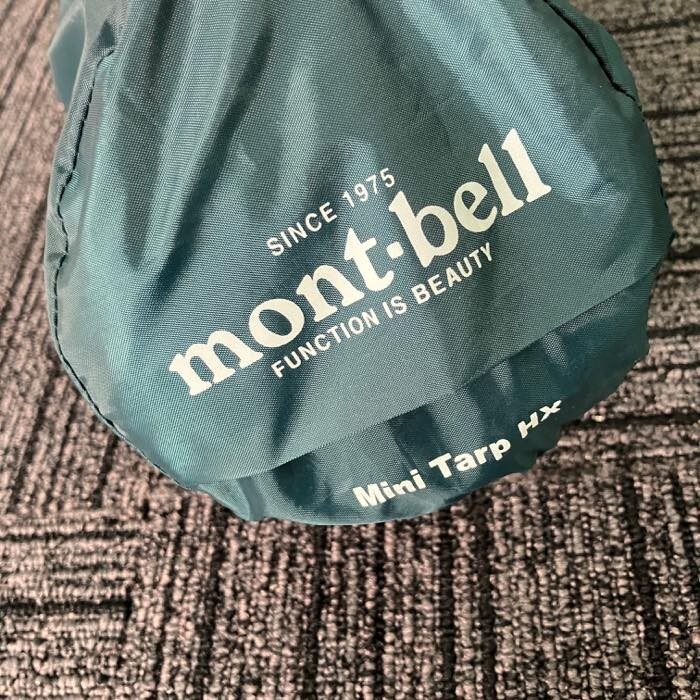 SINCE 1975
mont-bell
FUNCTION IS BEAUTY
Mini Tarp HX